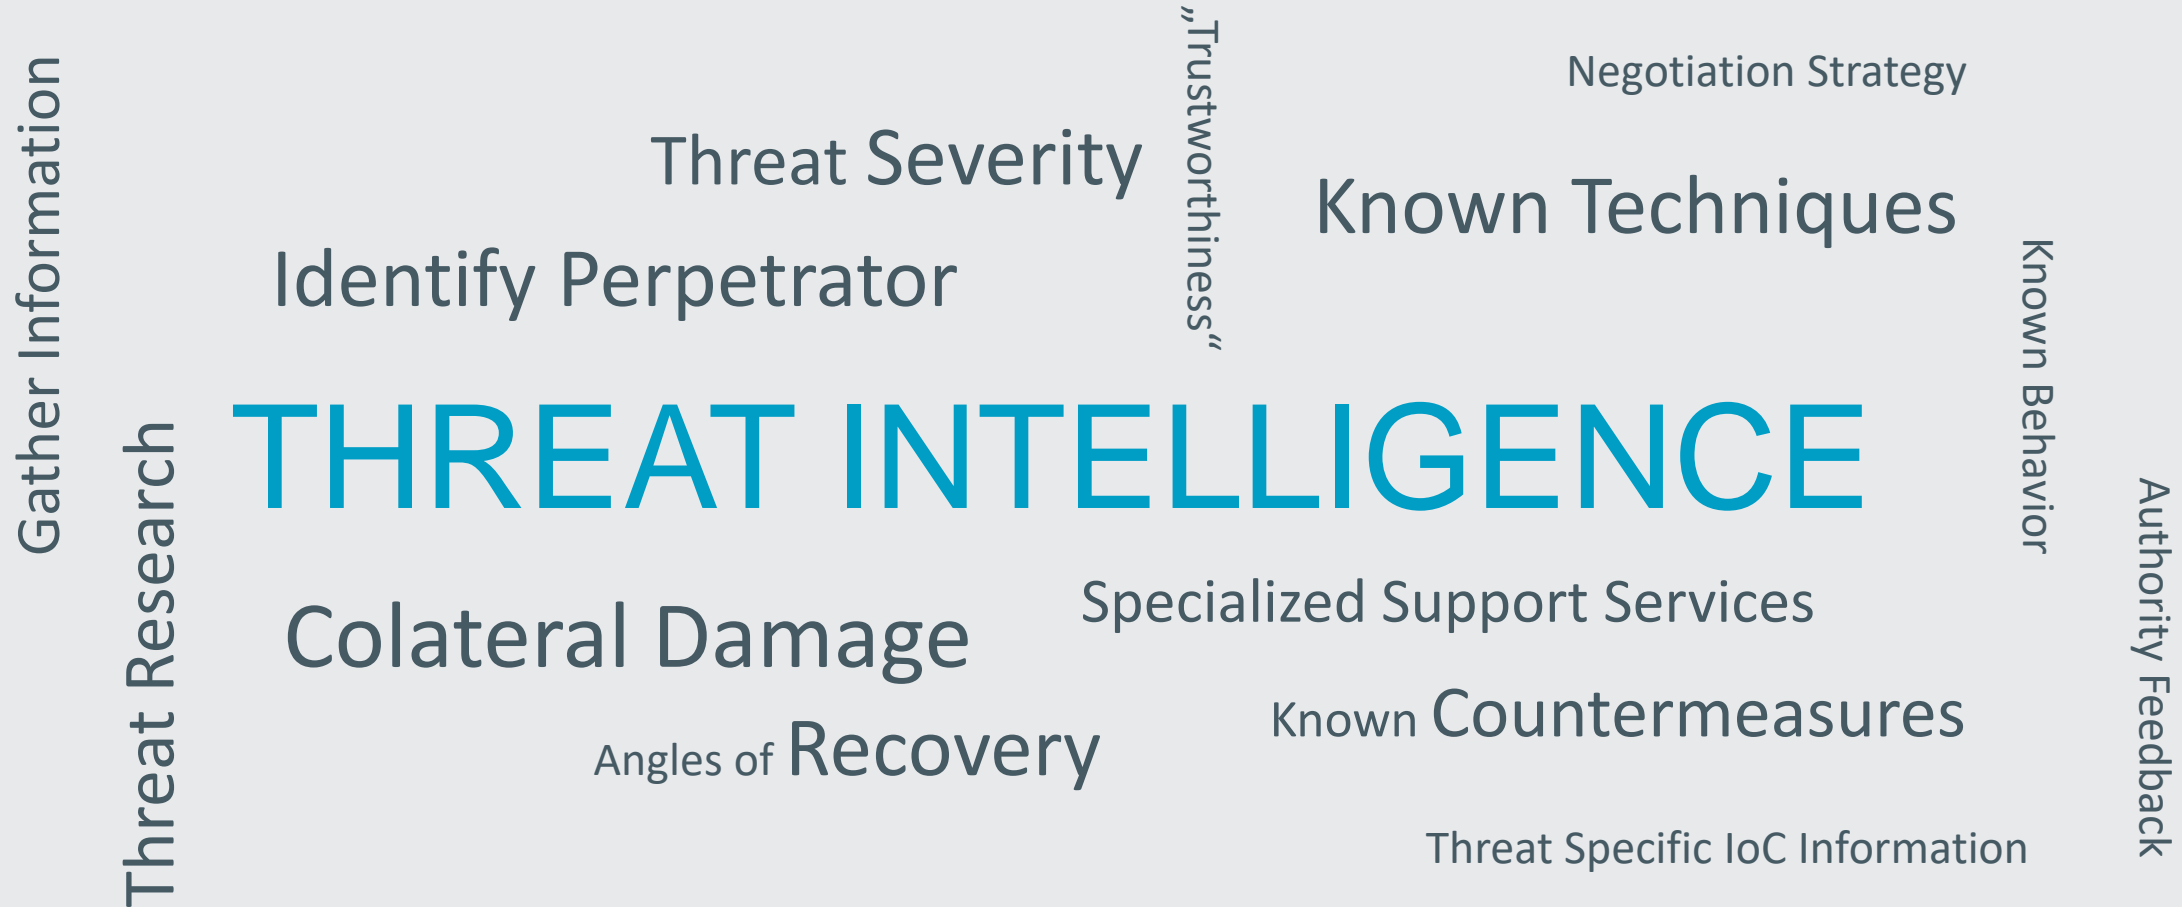 Gather Information
Threat Research
Threat Severity
Identify Perpetrator
„Trustworthiness“
Negotiation Strategy
Known Techniques
Known Behavior
THREAT INTELLIGENCE
Authority Feedback
Colateral Damage
Specialized Support Services
Angles of Recovery
Known Countermeasures
Threat Specific IoC Information